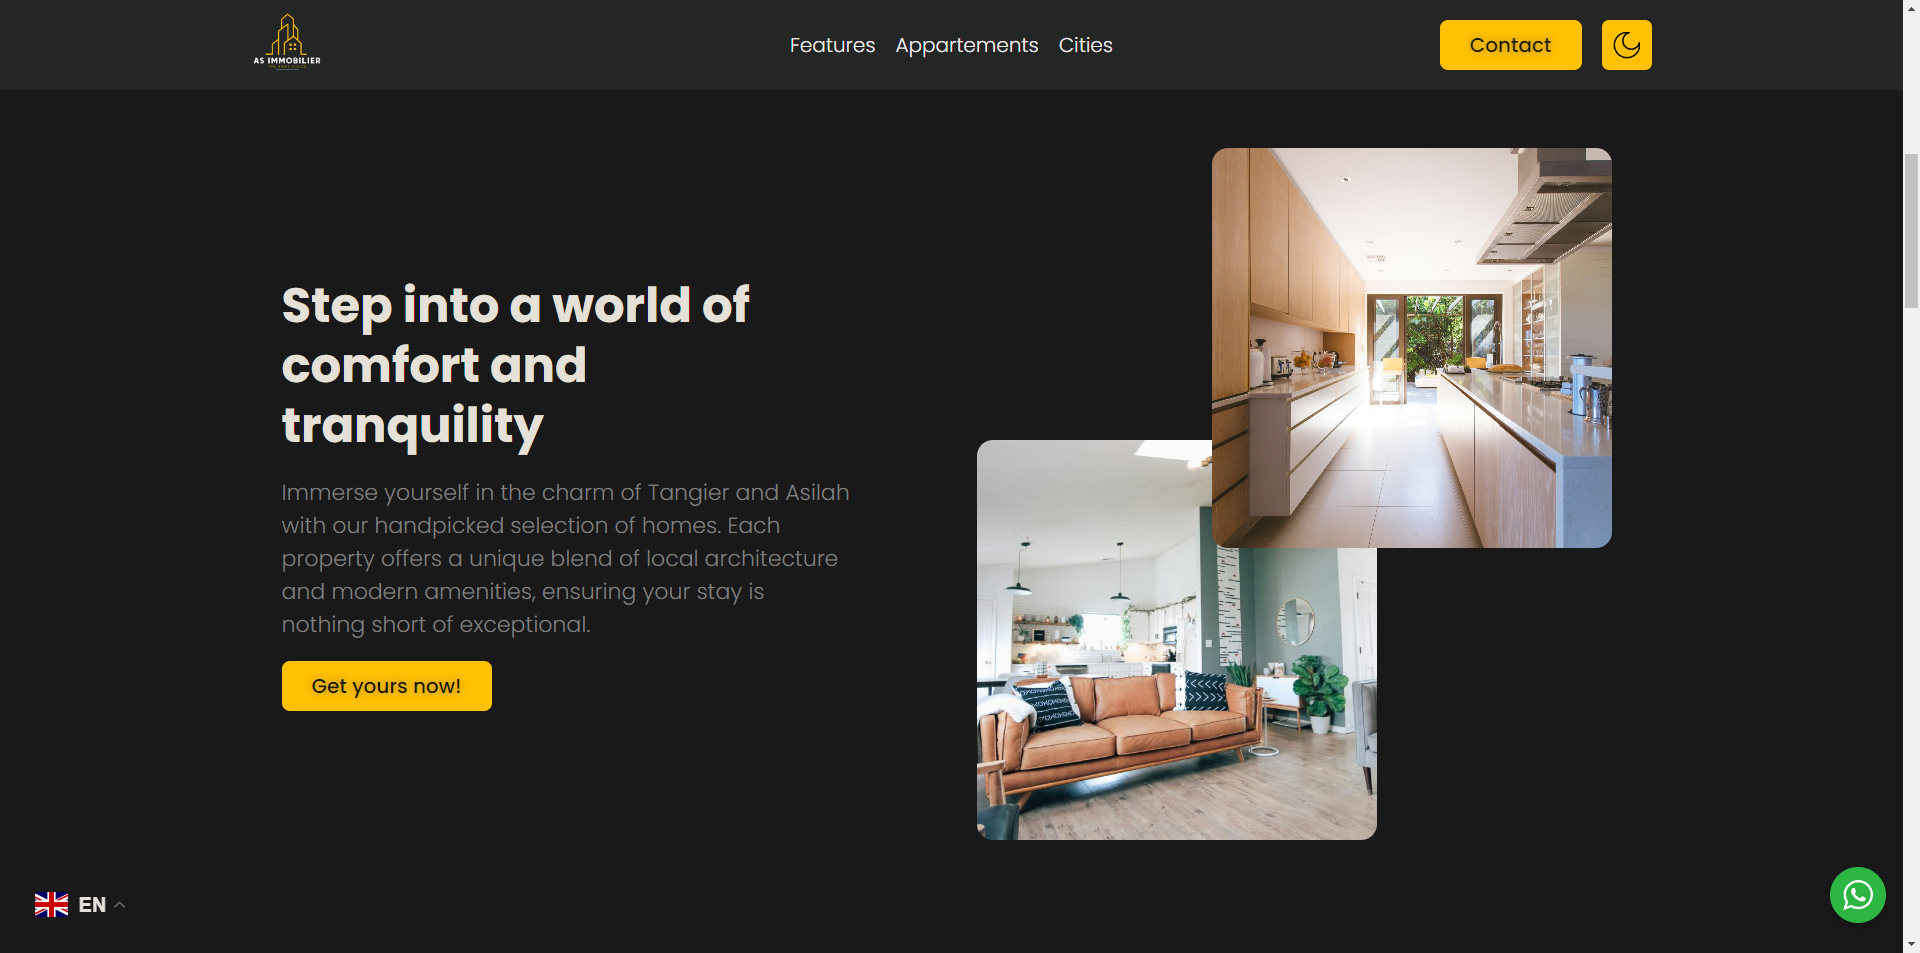 AS IMMOBILIER
Features
Appartements
Cities
Contact
Step into a world of
comfort and
tranquility
Immerse yourself in the charm of Tangier and Asilah
with our handpicked selection of homes. Each
property offers a unique blend of local architecture
and modern amenities, ensuring your stay is
nothing short of exceptional.
Get yours now!
EN